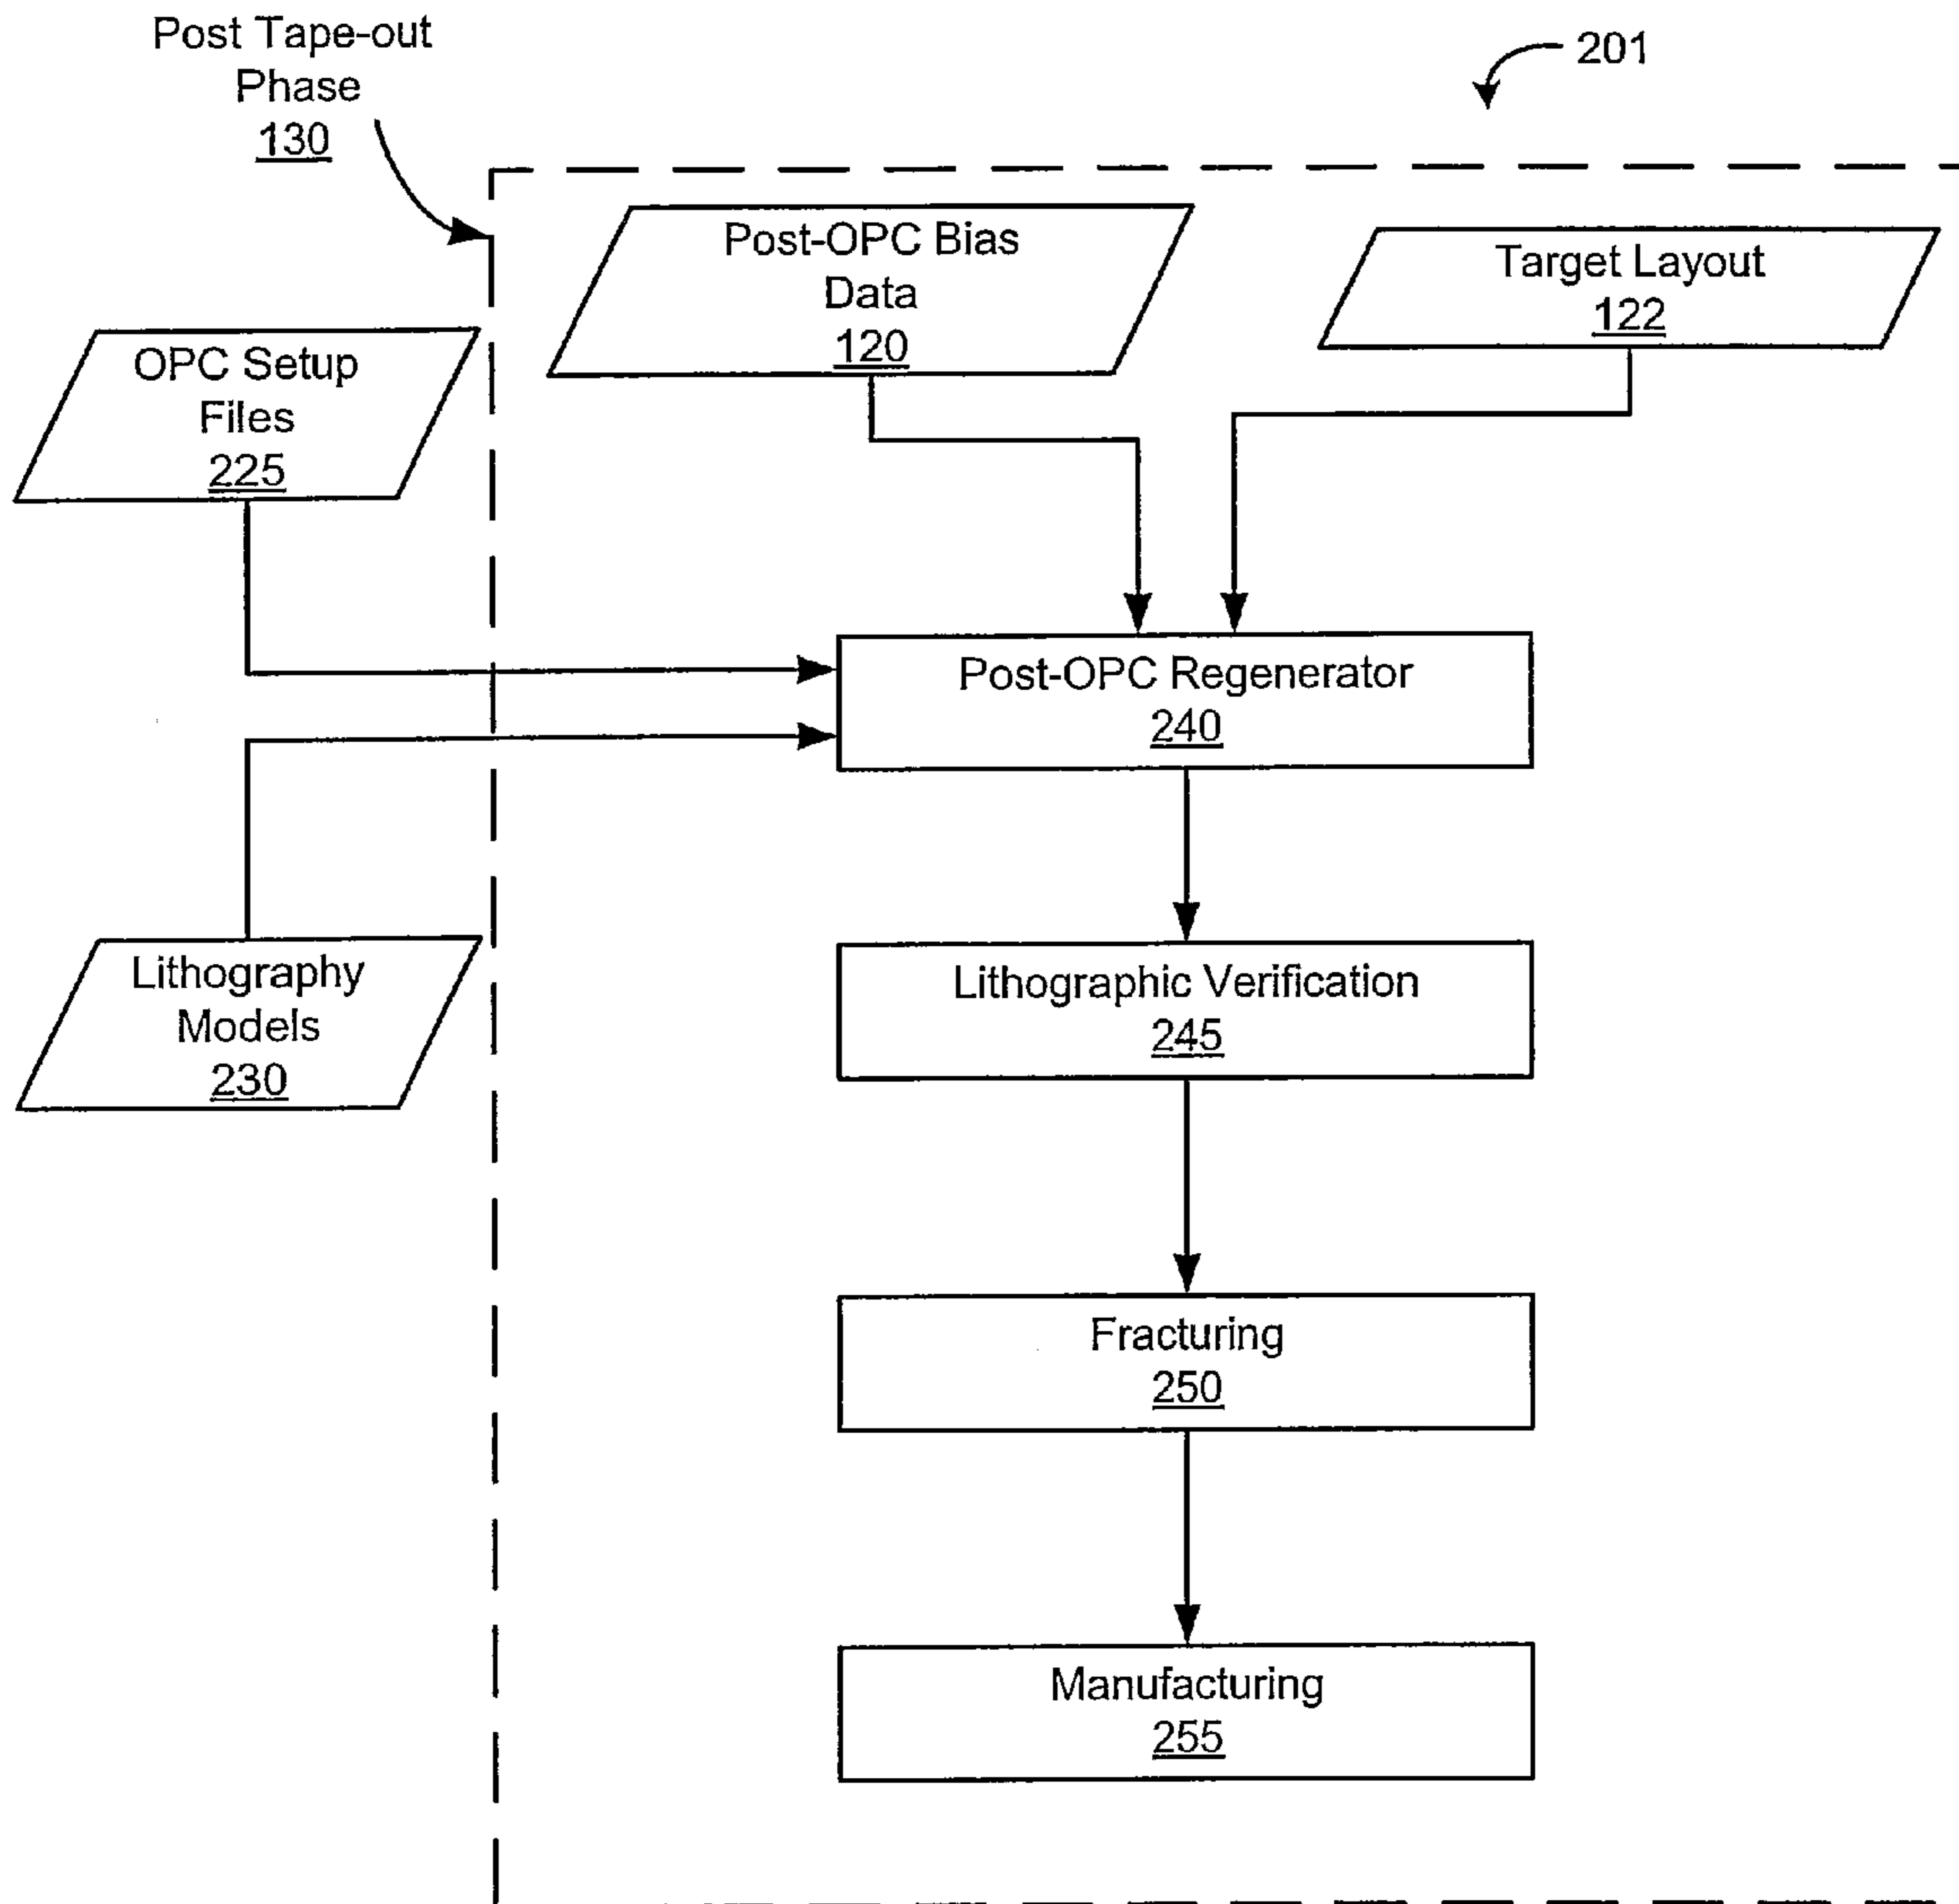 Post Tape-out
Phase
130
201
Post-OPC Bias
Data
120
Target Layout
122
OPC Setup
Files
225
Post-OPC Regenerator
240
Lithography
Models
230
Lithographic Verification
245
Fracturing
250
Manufacturing
255